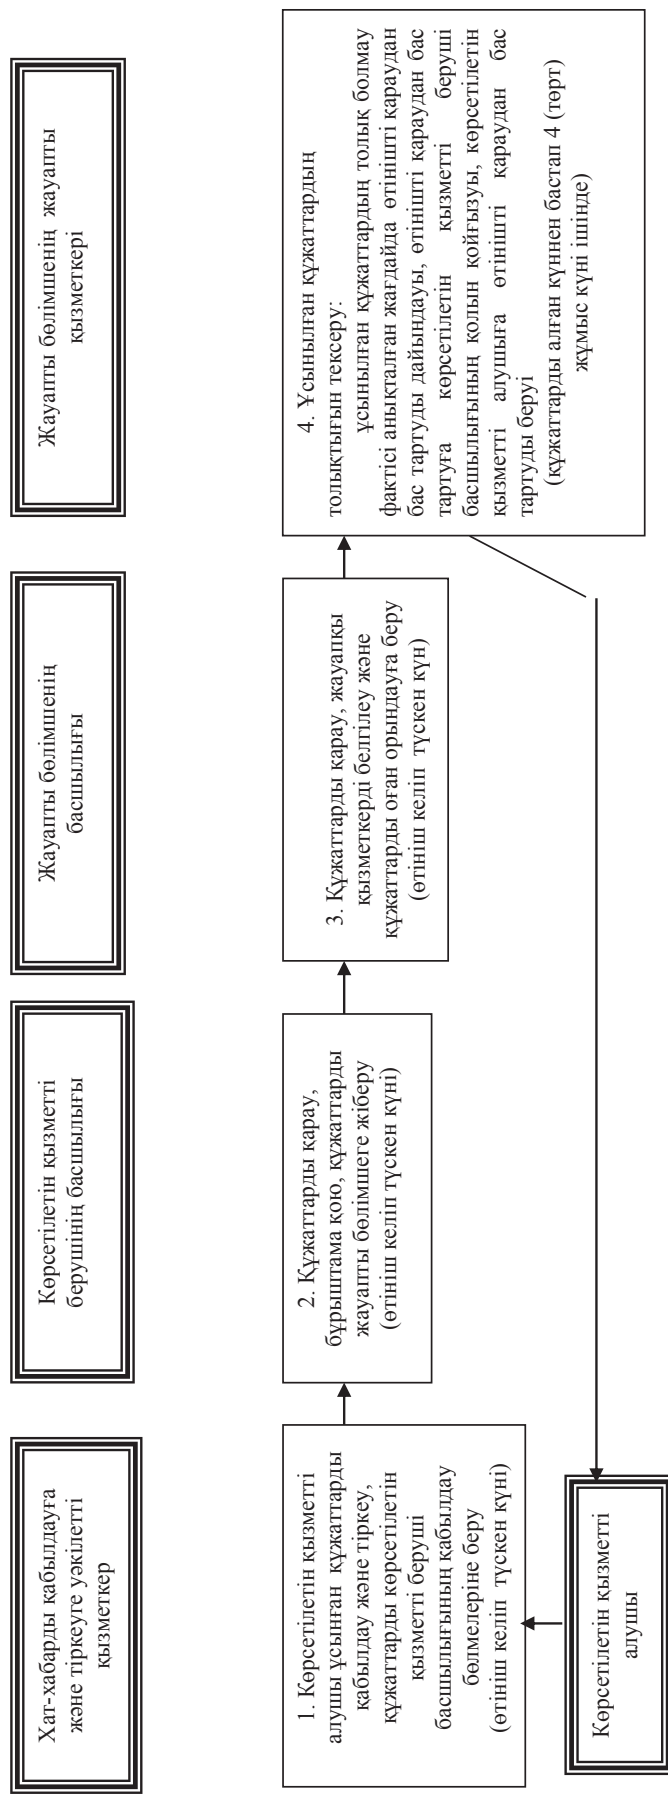 Хат-хабарды қабылдауға
және тіркеуге уәкілетті
қызметкер
Көрсетілетін қызметті
берушінің басшылығы
Жауапты бөлімшенің
басшылығы
Жауапты бөлімшенің жауапты
қызметкері
1. Көрсетілетін қызметті
алушы ұсынған құжаттарды
қабылдау және тіркеу,
құжаттарды көрсетілетін
қызметті беруші
басшылығының қабылдау
бөлмелеріне беру
(өтініш келіп түскен күні)
2. Құжаттарды қарау,
бұрыштама қою, құжаттарды
жауапты бөлімшеге жіберу
(өтініш келіп түскен күні)
3. Құжаттарды қарау, жауапқы
қызметкерді белгілеу және
құжаттарды оған орындауға беру
(өтініш келіп түскен күн)
4. Ұсынылған құжаттардың
толықтығын тексеру:
ұсынылған құжаттардың толық болмау
фактісі анықталған жағдайда өтінішті қараудан
бас тартуды дайындауы, өтінішті қараудан бас
тартуға көрсетілетін қызметті беруші
басшылығының қолын қойғызуы, көрсетілетін
қызметті алушыға өтінішті қараудан бас
тартуды беруі
(құжаттарды алған күннен бастап 4 (төрт)
жұмыс күні ішінде)
Көрсетілетін қызметті
алушы